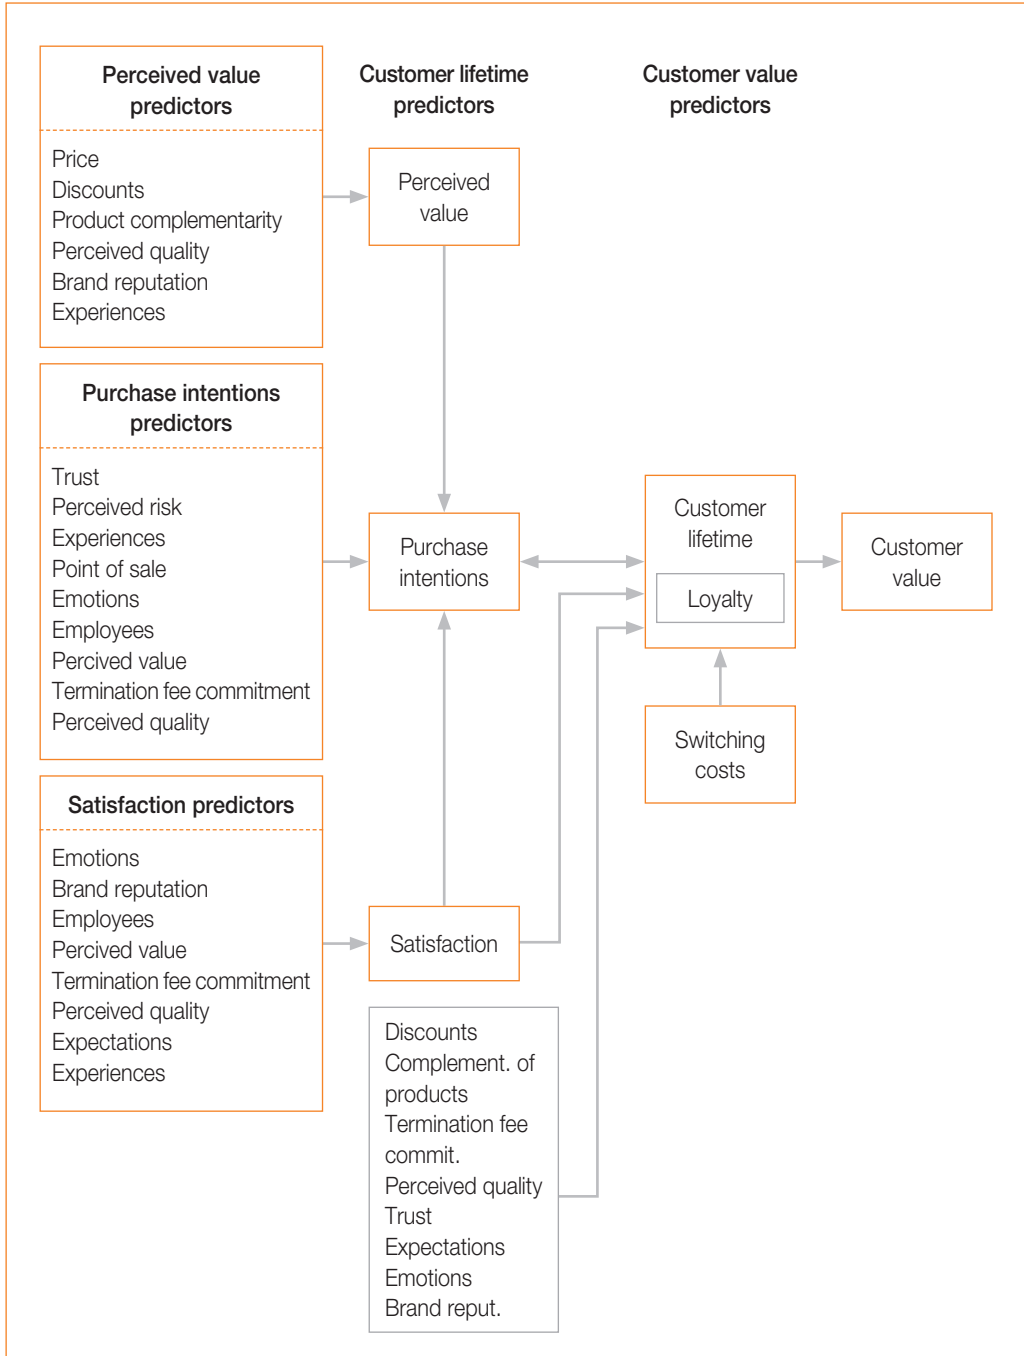 Perceived value
predictors
Price
Discounts
Product complementarity
Perceived quality
Brand reputation
Experiences
Purchase intentions
predictors
Trust
Perceived risk
Experiences
Point of sale
Emotions
Employees
Percived value
Termination fee commitment
Perceived quality
Satisfaction predictors
Emotions
Brand reputation
Employees
Percived value
Termination fee commitment
Perceived quality
Expectations
Experiences
Customer lifetime
predictors
Perceived
value
Purchase
intentions
Satisfaction
Discounts
Complement. of
products
Termination fee
commit.
Perceived quality
Trust
Expectations
Emotions
Brand reput.
Customer value
predictors
Customer
lifetime
Loyalty
Switching
costs
Customer
value